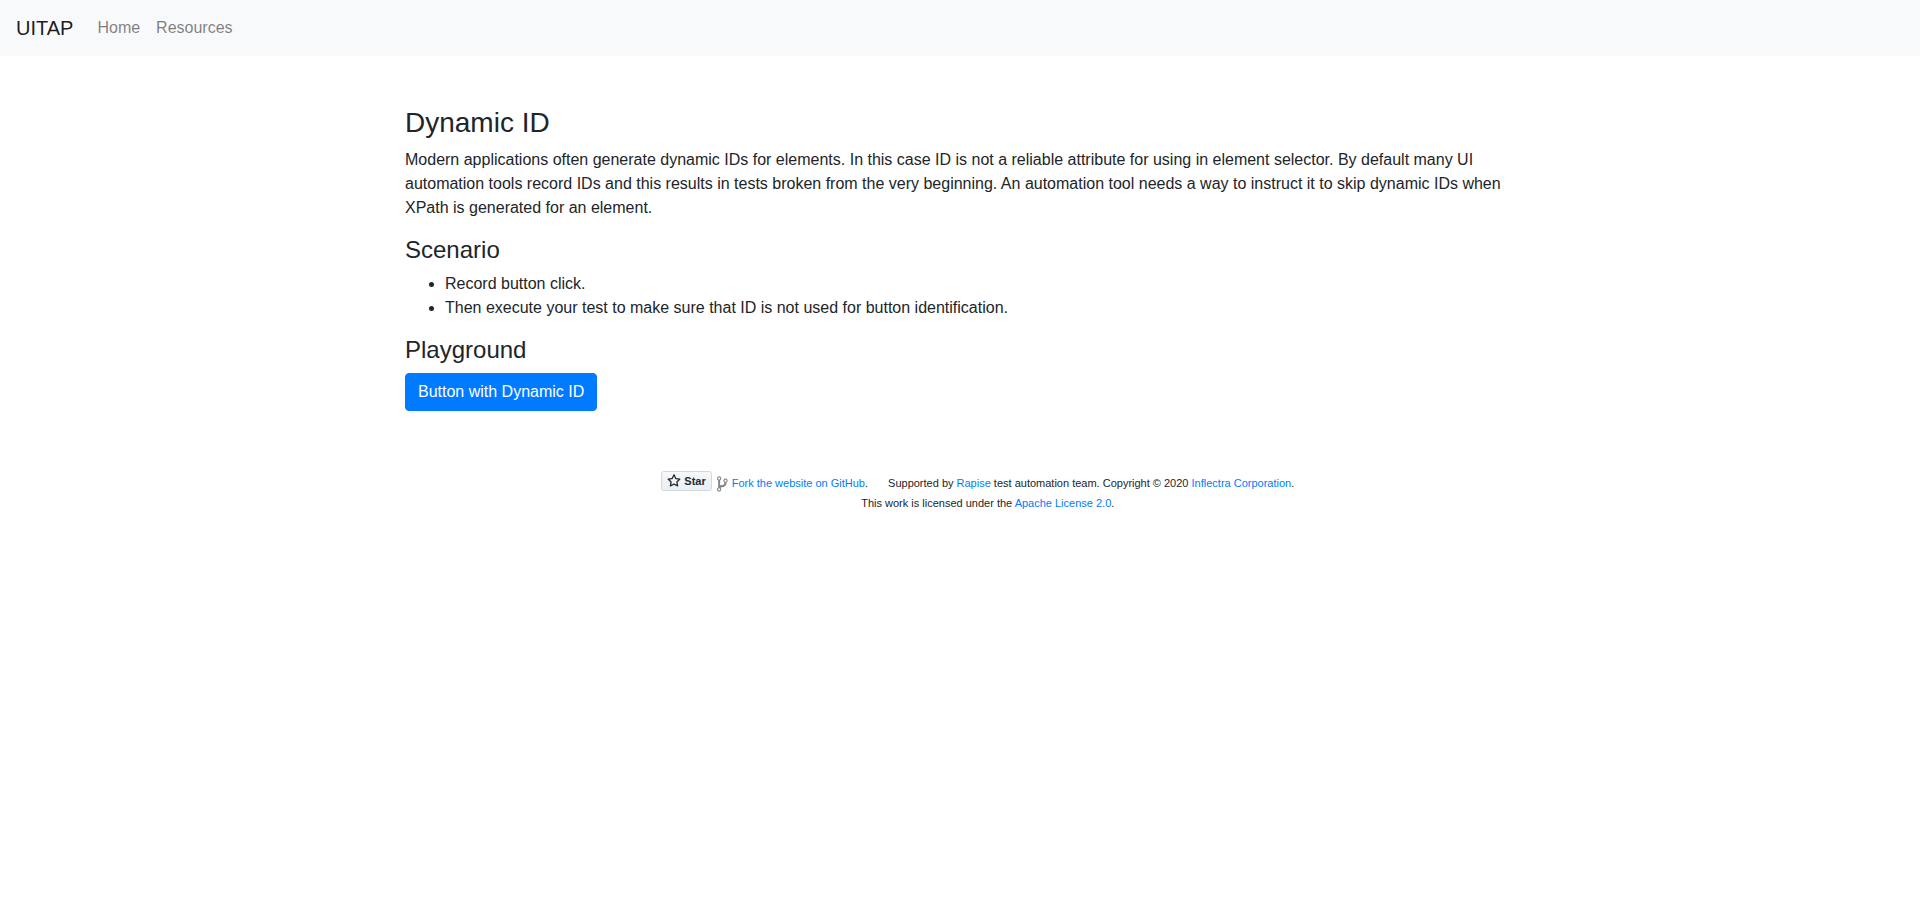 UITAP Home Resources
Dynamic ID
Modern applications often generate dynamic IDs for elements. In this case ID is not a reliable attribute for using in element selector. By default many UI
automation tools record IDs and this results in tests broken from the very beginning. An automation tool needs a way to instruct it to skip dynamic IDs when
XPath is generated for an element.
Scenario
• Record button click.
• Then execute your test to make sure that ID is not used for button identification.
Playground
Button with Dynamic ID
Star Fork the website on GitHub. Supported by Rapise test automation team. Copyright © 2020 Inflectra Corporation.
This work is licensed under the Apache License 2.0.